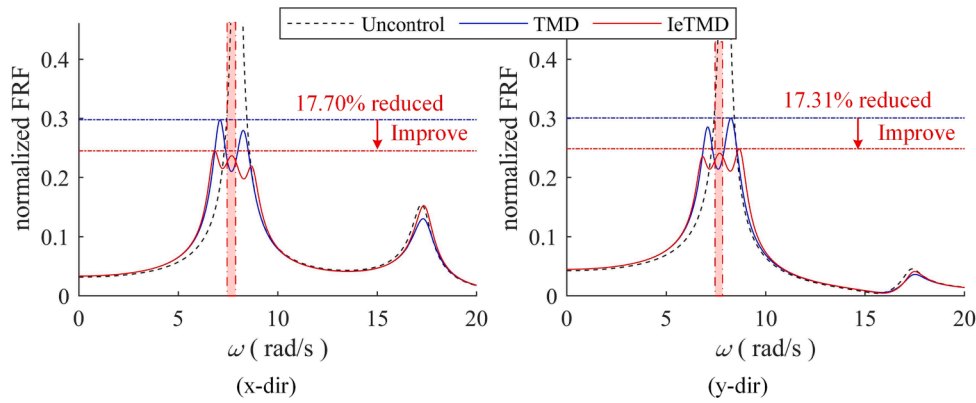 Uncontrol TMD IeTMD
normalized FRF
0.4
0.3
0.2
0.1
0
17.70% reduced
Improve
0 5 10 15 20
ω ( rad/s )
(x-dir)
normalized FRF
0.4
0.3
0.2
0.1
0
17.31% reduced
Improve
0 5 10 15 20
ω ( rad/s )
(y-dir)